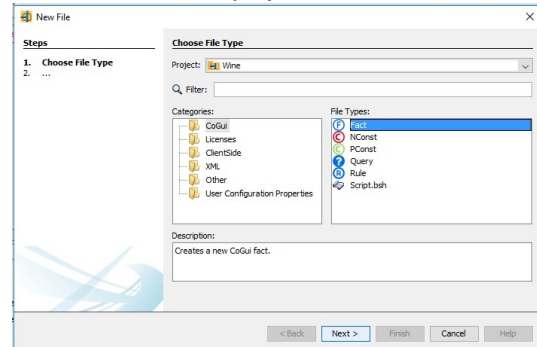 New File
Steps
1. Choose File Type
2. ...
Choose File Type
Project: Wine
Filter:
Categories:
CoGui
Licenses
ClientSide
XML
Other
User Configuration Properties
File Types:
Fact
NConst
PConst
Query
Rule
Script.bsh
Description:
Creates a new CoGui fact.
< Back
Next >
Finish
Cancel
Help